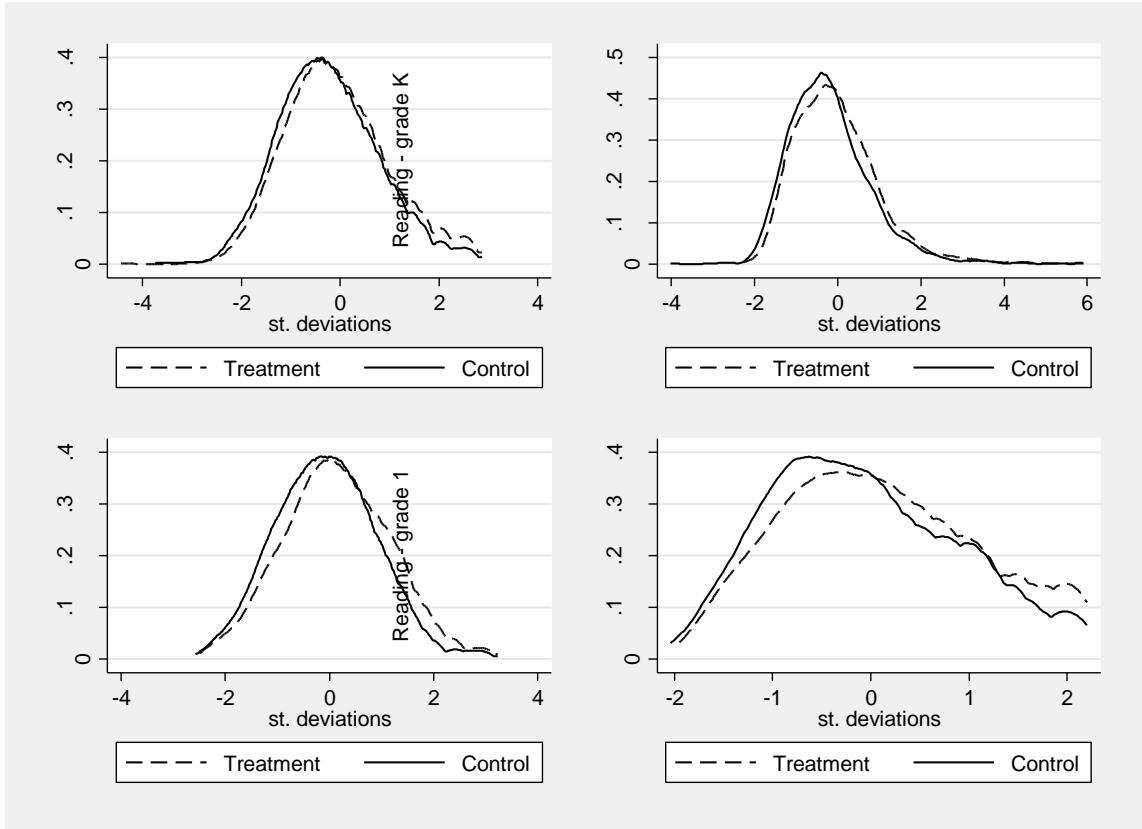 .4
.3
.2
.1
0
Reading - grade K
-4 -2 0 2 4
st. deviations
Treatment Control
.5
.4
.3
.2
.1
0
-4 -2 0 2 4 6
st. deviations
Treatment Control
.4
.3
.2
.1
0
Reading - grade 1
-4 -2 0 2 4
st. deviations
Treatment Control
.4
.3
.2
.1
0
-2 -1 0 1 2
st. deviations
Treatment Control